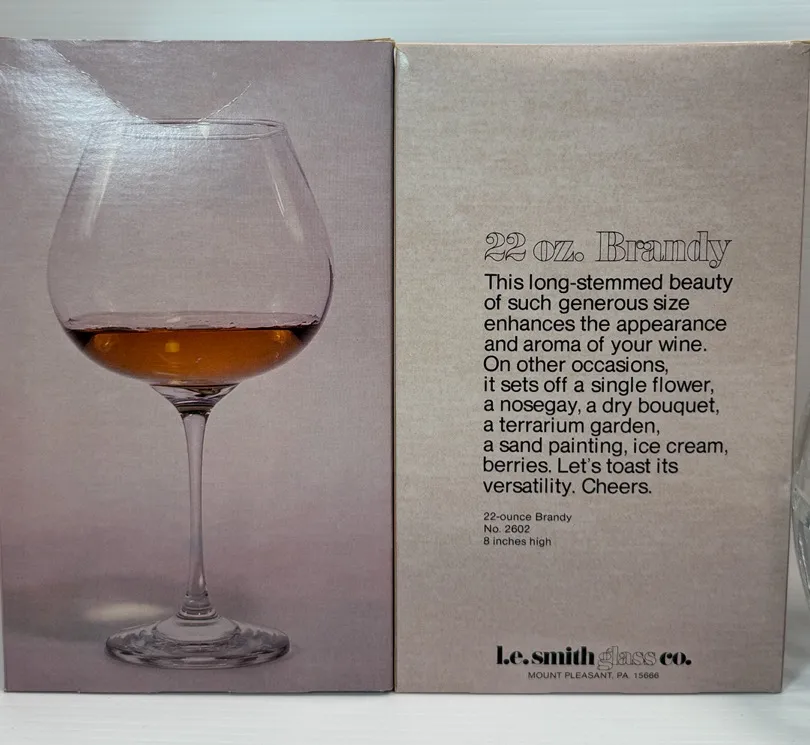 22 oz. Brandy
This long-stemmed beauty
of such generous size
enhances the appearance
and aroma of your wine.
On other occasions,
it sets off a single flower,
a nosegay, a dry bouquet,
a terrarium garden,
a sand painting, ice cream,
berries. Let's toast its
versatility. Cheers.
22-ounce Brandy
No. 2602
8 inches high
l.e. smith glass co.
MOUNT PLEASANT, PA. 15666